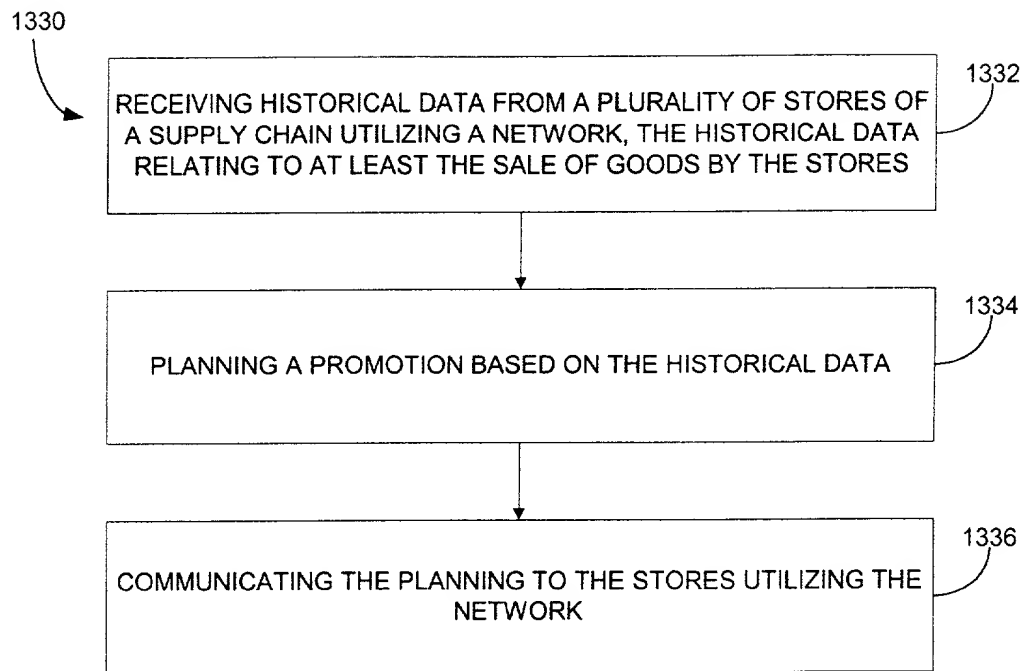 1330
1332
RECEIVING HISTORICAL DATA FROM A PLURALITY OF STORES OF
A SUPPLY CHAIN UTILIZING A NETWORK, THE HISTORICAL DATA
RELATING TO AT LEAST THE SALE OF GOODS BY THE STORES
1334
PLANNING A PROMOTION BASED ON THE HISTORICAL DATA
1336
COMMUNICATING THE PLANNING TO THE STORES UTILIZING THE
NETWORK